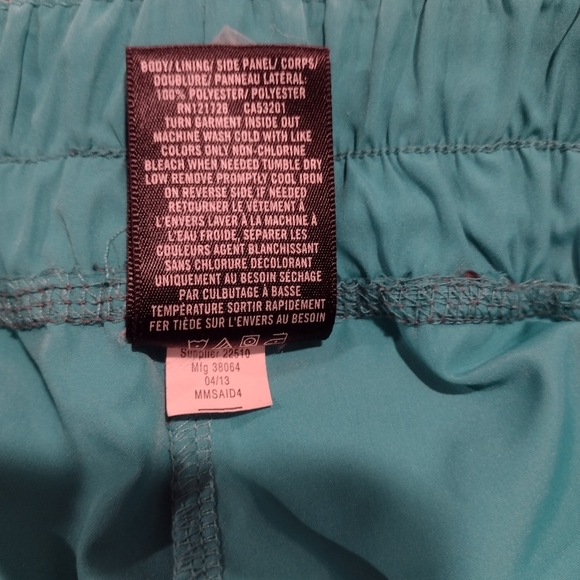 BODY/ LINING/ SIDE PANEL/ CORPS/
DOUBLURE/ PANNEAU LATÉRAL:
100% POLYESTER/ POLYESTER
RN121728 CA53201
TURN GARMENT INSIDE OUT
MACHINE WASH COLD WITH LIKE
COLORS ONLY NON-CHLORINE
BLEACH WHEN NEEDED TUMBLE DRY
LOW REMOVE PROMPTLY COOL IRON
ON REVERSE SIDE IF NEEDED
RETOURNER LE VÊTEMENT À
L'ENVERS LAVER À LA MACHINE À
L'EAU FROIDE, SÉPARER LES
COULEURS AGENT BLANCHISSANT
SANS CHLORURE DÉCOLORANT
UNIQUEMENT AU BESOIN SÉCHAGE
PAR CULBUTAGE À BASSE
TEMPÉRATURE SORTIR RAPIDEMENT
FER TIÈDE SUR L'ENVERS AU BESOIN
Supplier 22510
Mfg 38064
04/13
MMSAID4